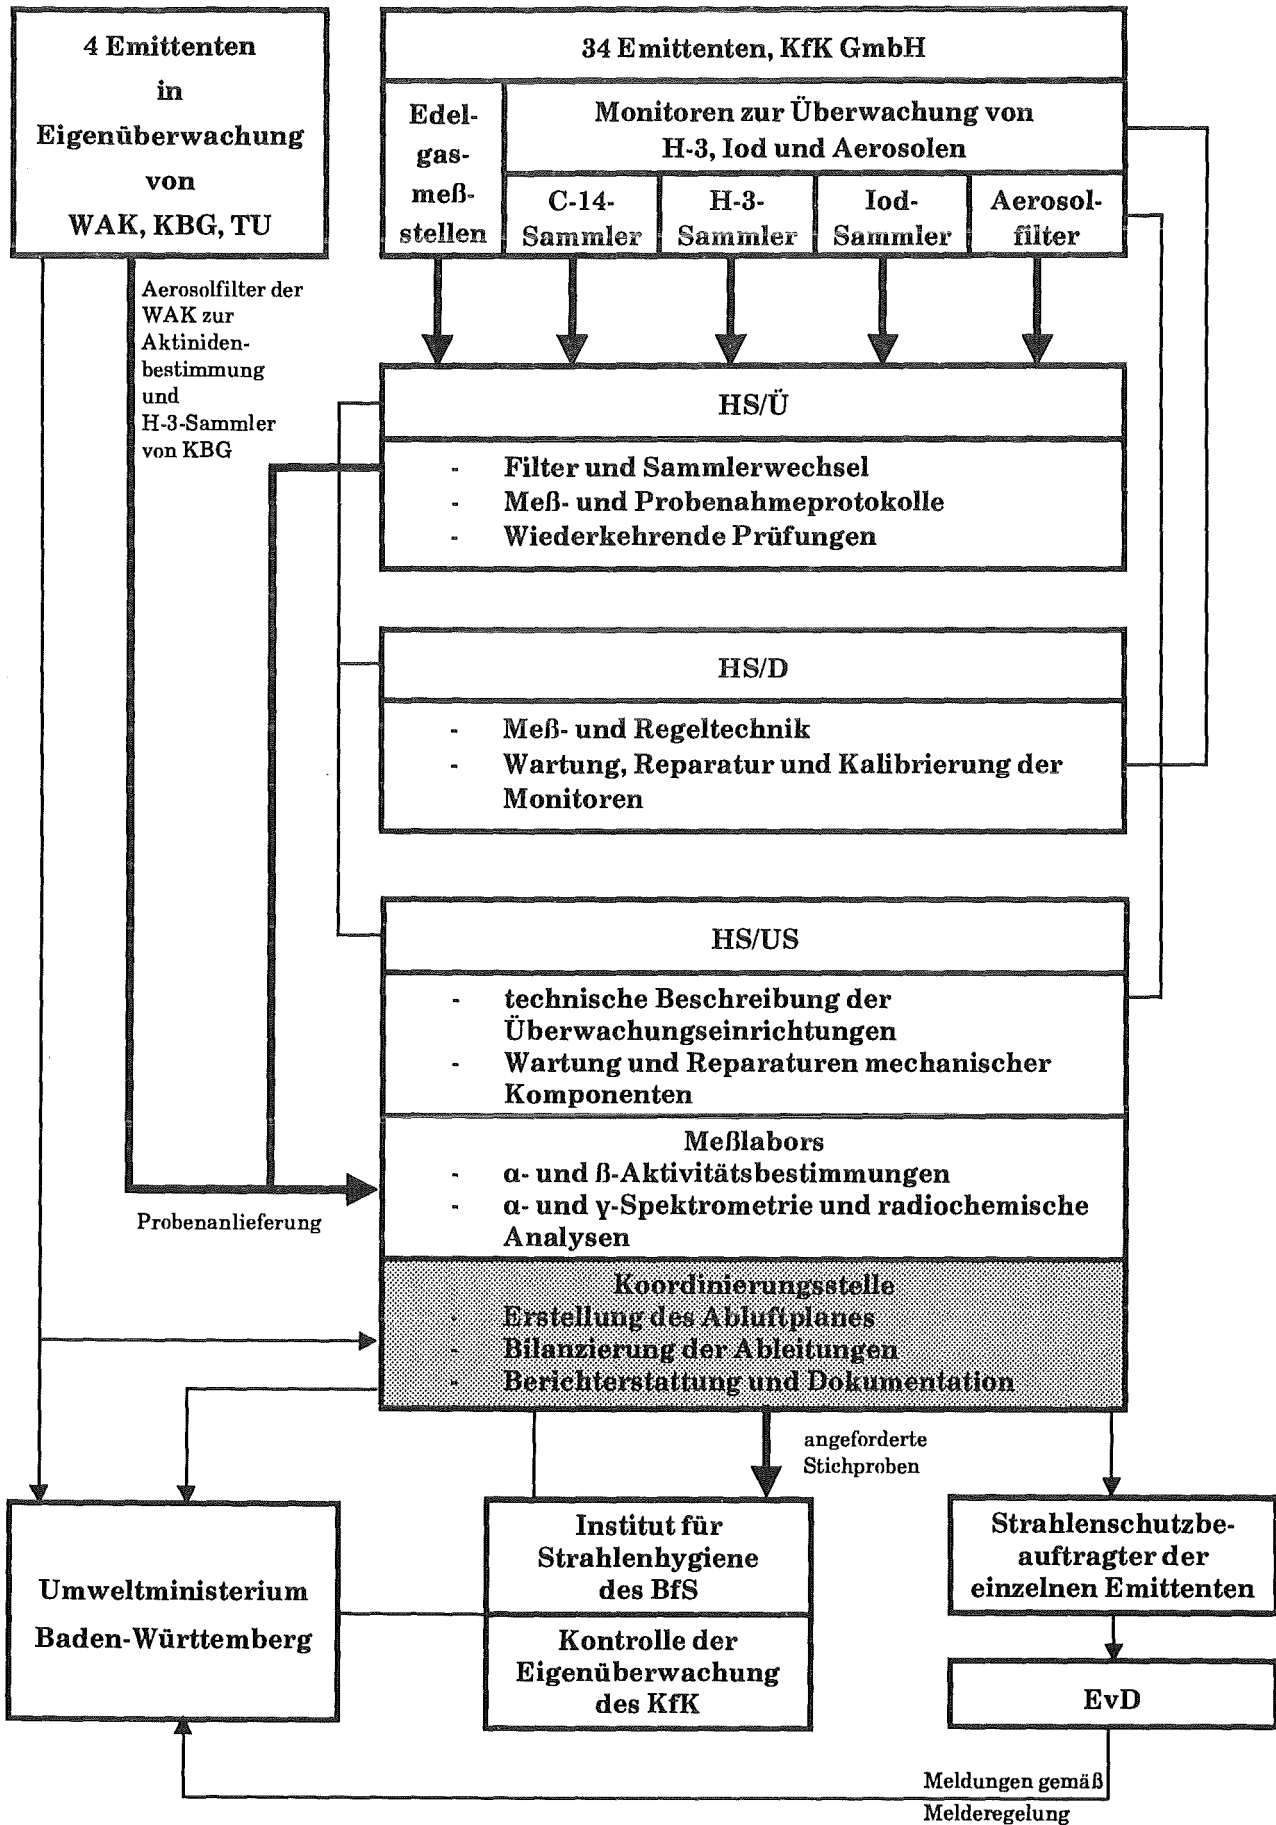 4 Emittenten
in
Eigenüberwachung
von
WAK, KBG, TU
34 Emittenten, KfK GmbH
Edel-
gas-
meß-
stellen
Monitoren zur Überwachung von
H-3, Iod und Aerosolen
C-14-
Sammler
H-3-
Sammler
Iod-
Sammler
Aerosol-
filter
Aerosolfilter der
WAK zur
Aktiniden-
bestimmung
und
H-3-Sammler
von KBG
HS/Ü
- Filter und Sammlerwechsel
- Meß- und Probenahmeprotokolle
- Wiederkehrende Prüfungen
HS/D
- Meß- und Regeltechnik
- Wartung, Reparatur und Kalibrierung der
Monitoren
HS/US
- technische Beschreibung der
Überwachungseinrichtungen
- Wartung und Reparaturen mechanischer
Komponenten
Meßlabors
- α- und ß-Aktivitätsbestimmungen
- α- und γ-Spektrometrie und radiochemische
Analysen
Probenanlieferung
Koordinierungsstelle
- Erstellung des Abluftplanes
- Bilanzierung der Ableitungen
- Berichterstattung und Dokumentation
angeforderte
Stichproben
Umweltministerium
Baden-Württemberg
Institut für
Strahlenhygiene
des BfS
Kontrolle der
Eigenüberwachung
des KfK
Strahlenschutzbe-
auftragter der
einzelnen Emittenten
EvD
Meldungen gemäß
Melderegelung